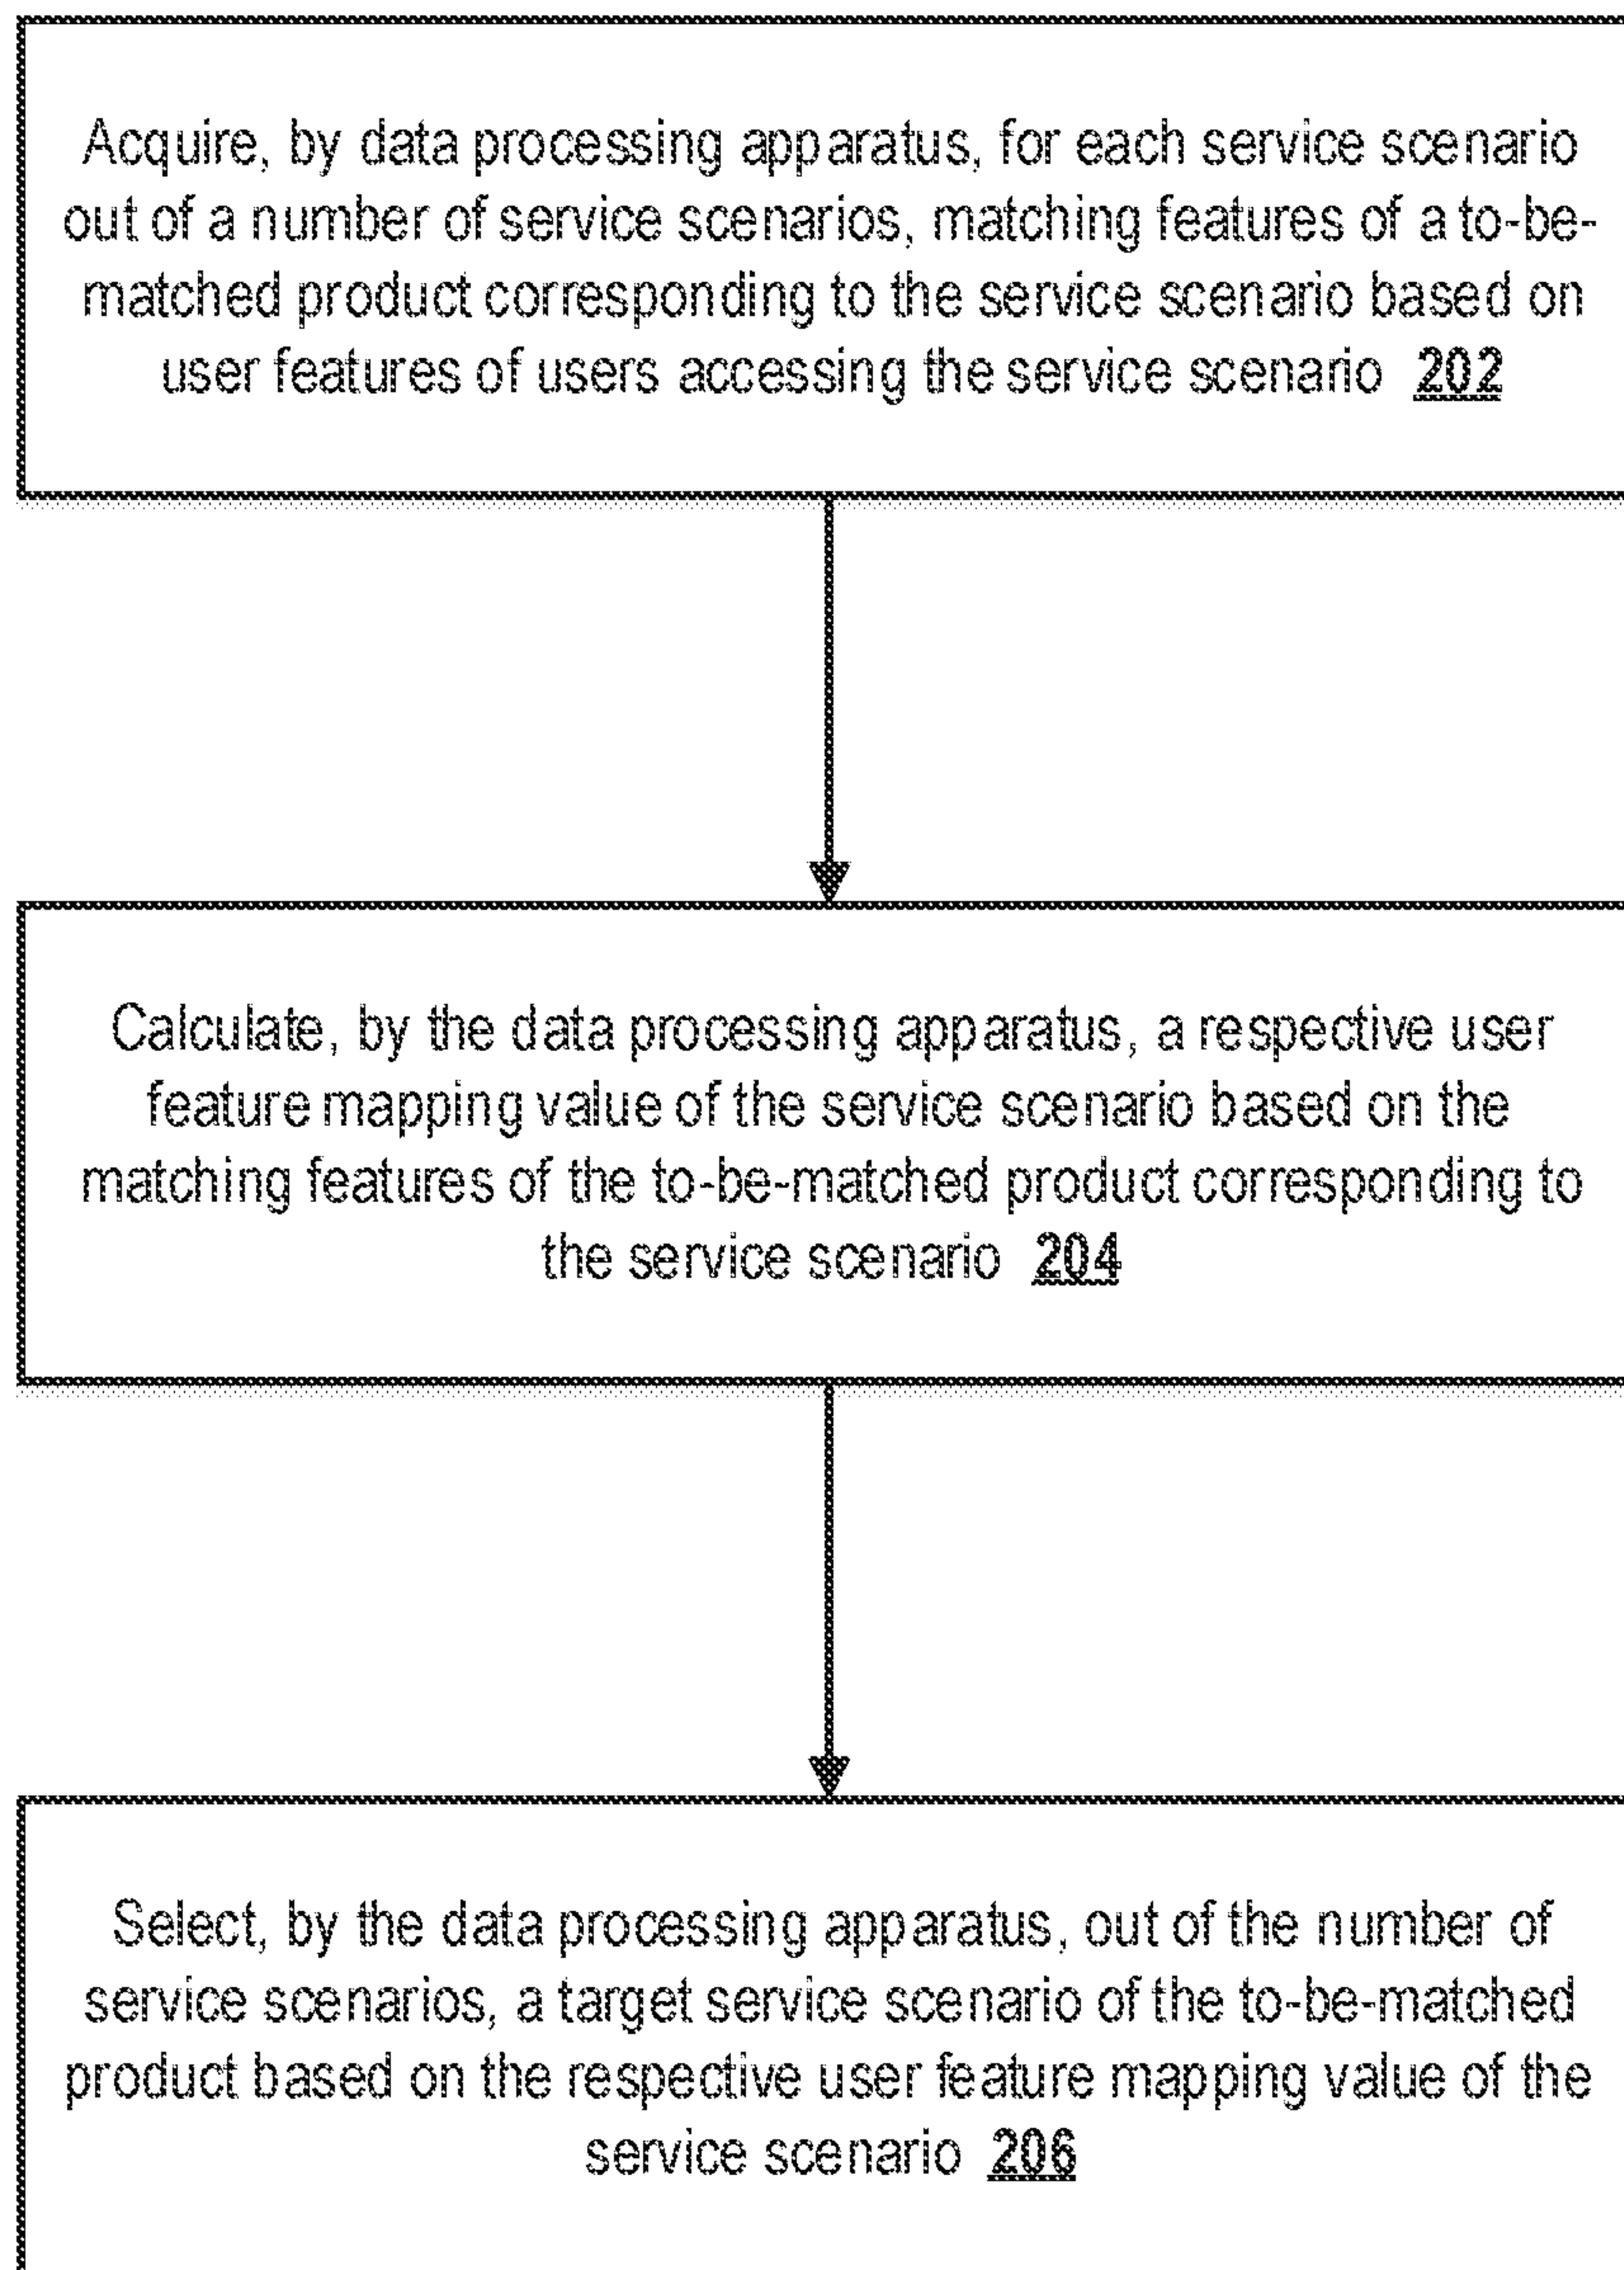 Acquire, by data processing apparatus, for each service scenario
out of a number of service scenarios, matching features of a to-be-
matched product corresponding to the service scenario based on
user features of users accessing the service scenario 202
Calculate, by the data processing apparatus, a respective user
feature mapping value of the service scenario based on the
matching features of the to-be-matched product corresponding to
the service scenario 204
Select, by the data processing apparatus, out of the number of
service scenarios, a target service scenario of the to-be-matched
product based on the respective user feature mapping value of the
service scenario 206